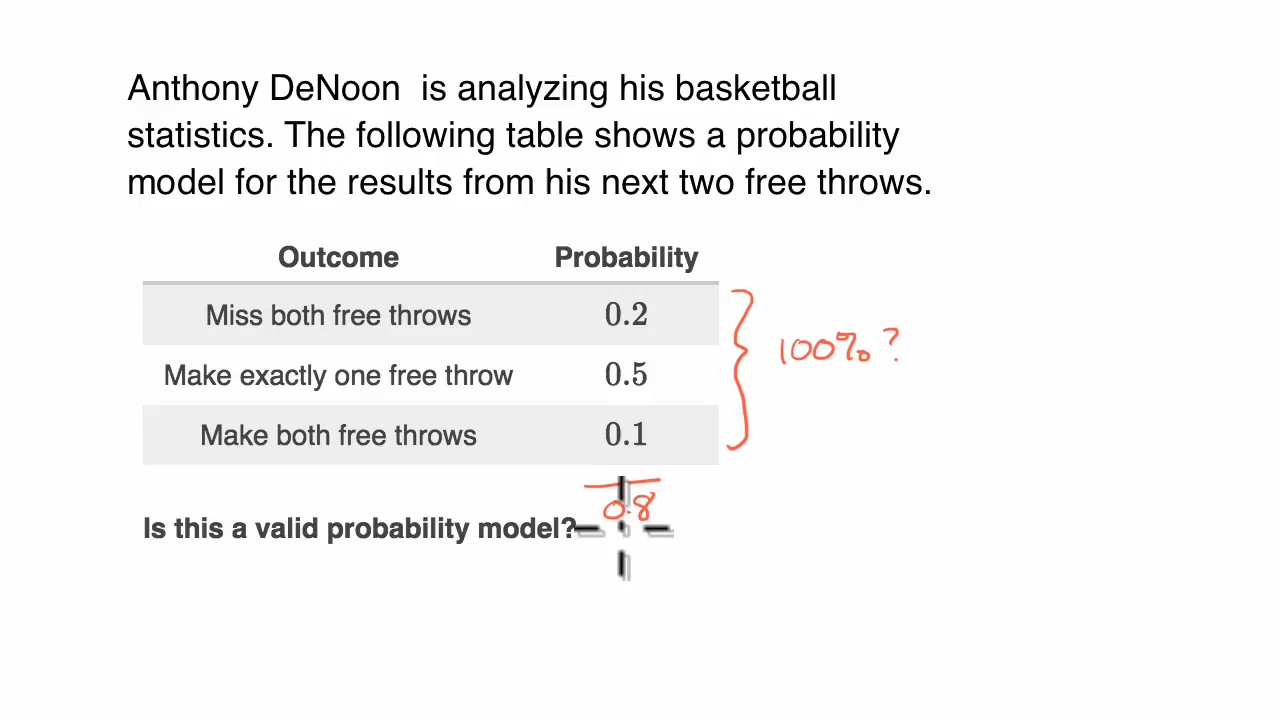 Anthony DeNoon is analyzing his basketball
statistics. The following table shows a probability
model for the results from his next two free throws.
Outcome Probability
Miss both free throws 0.2
Make exactly one free throw 0.5
100% ?
Make both free throws 0.1
0.8
Is this a valid probability model?